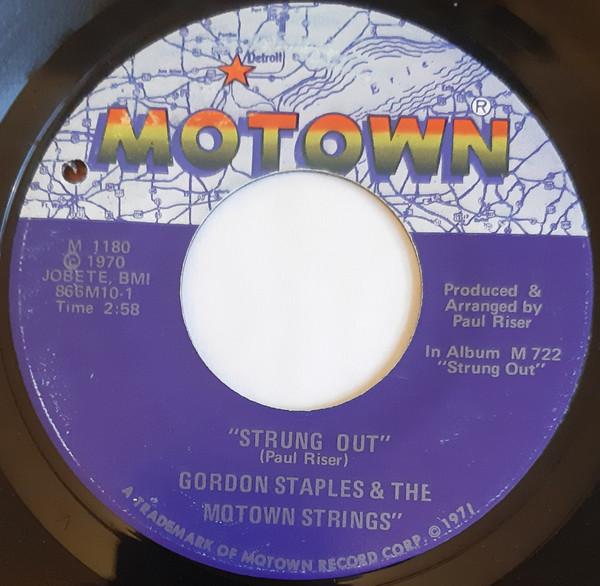 Detroit
Erie
MOTOWN®
M 1180
© 1970
JOBETE, BMI
866M10-1
Time 2:58
Produced &
Arranged by
Paul Riser
In Album M 722
"Strung Out"
"STRUNG OUT"
(Paul Riser)
GORDON STAPLES & THE
MOTOWN STRINGS"
A TRADEMARK OF MOTOWN RECORD CORP. © 1971